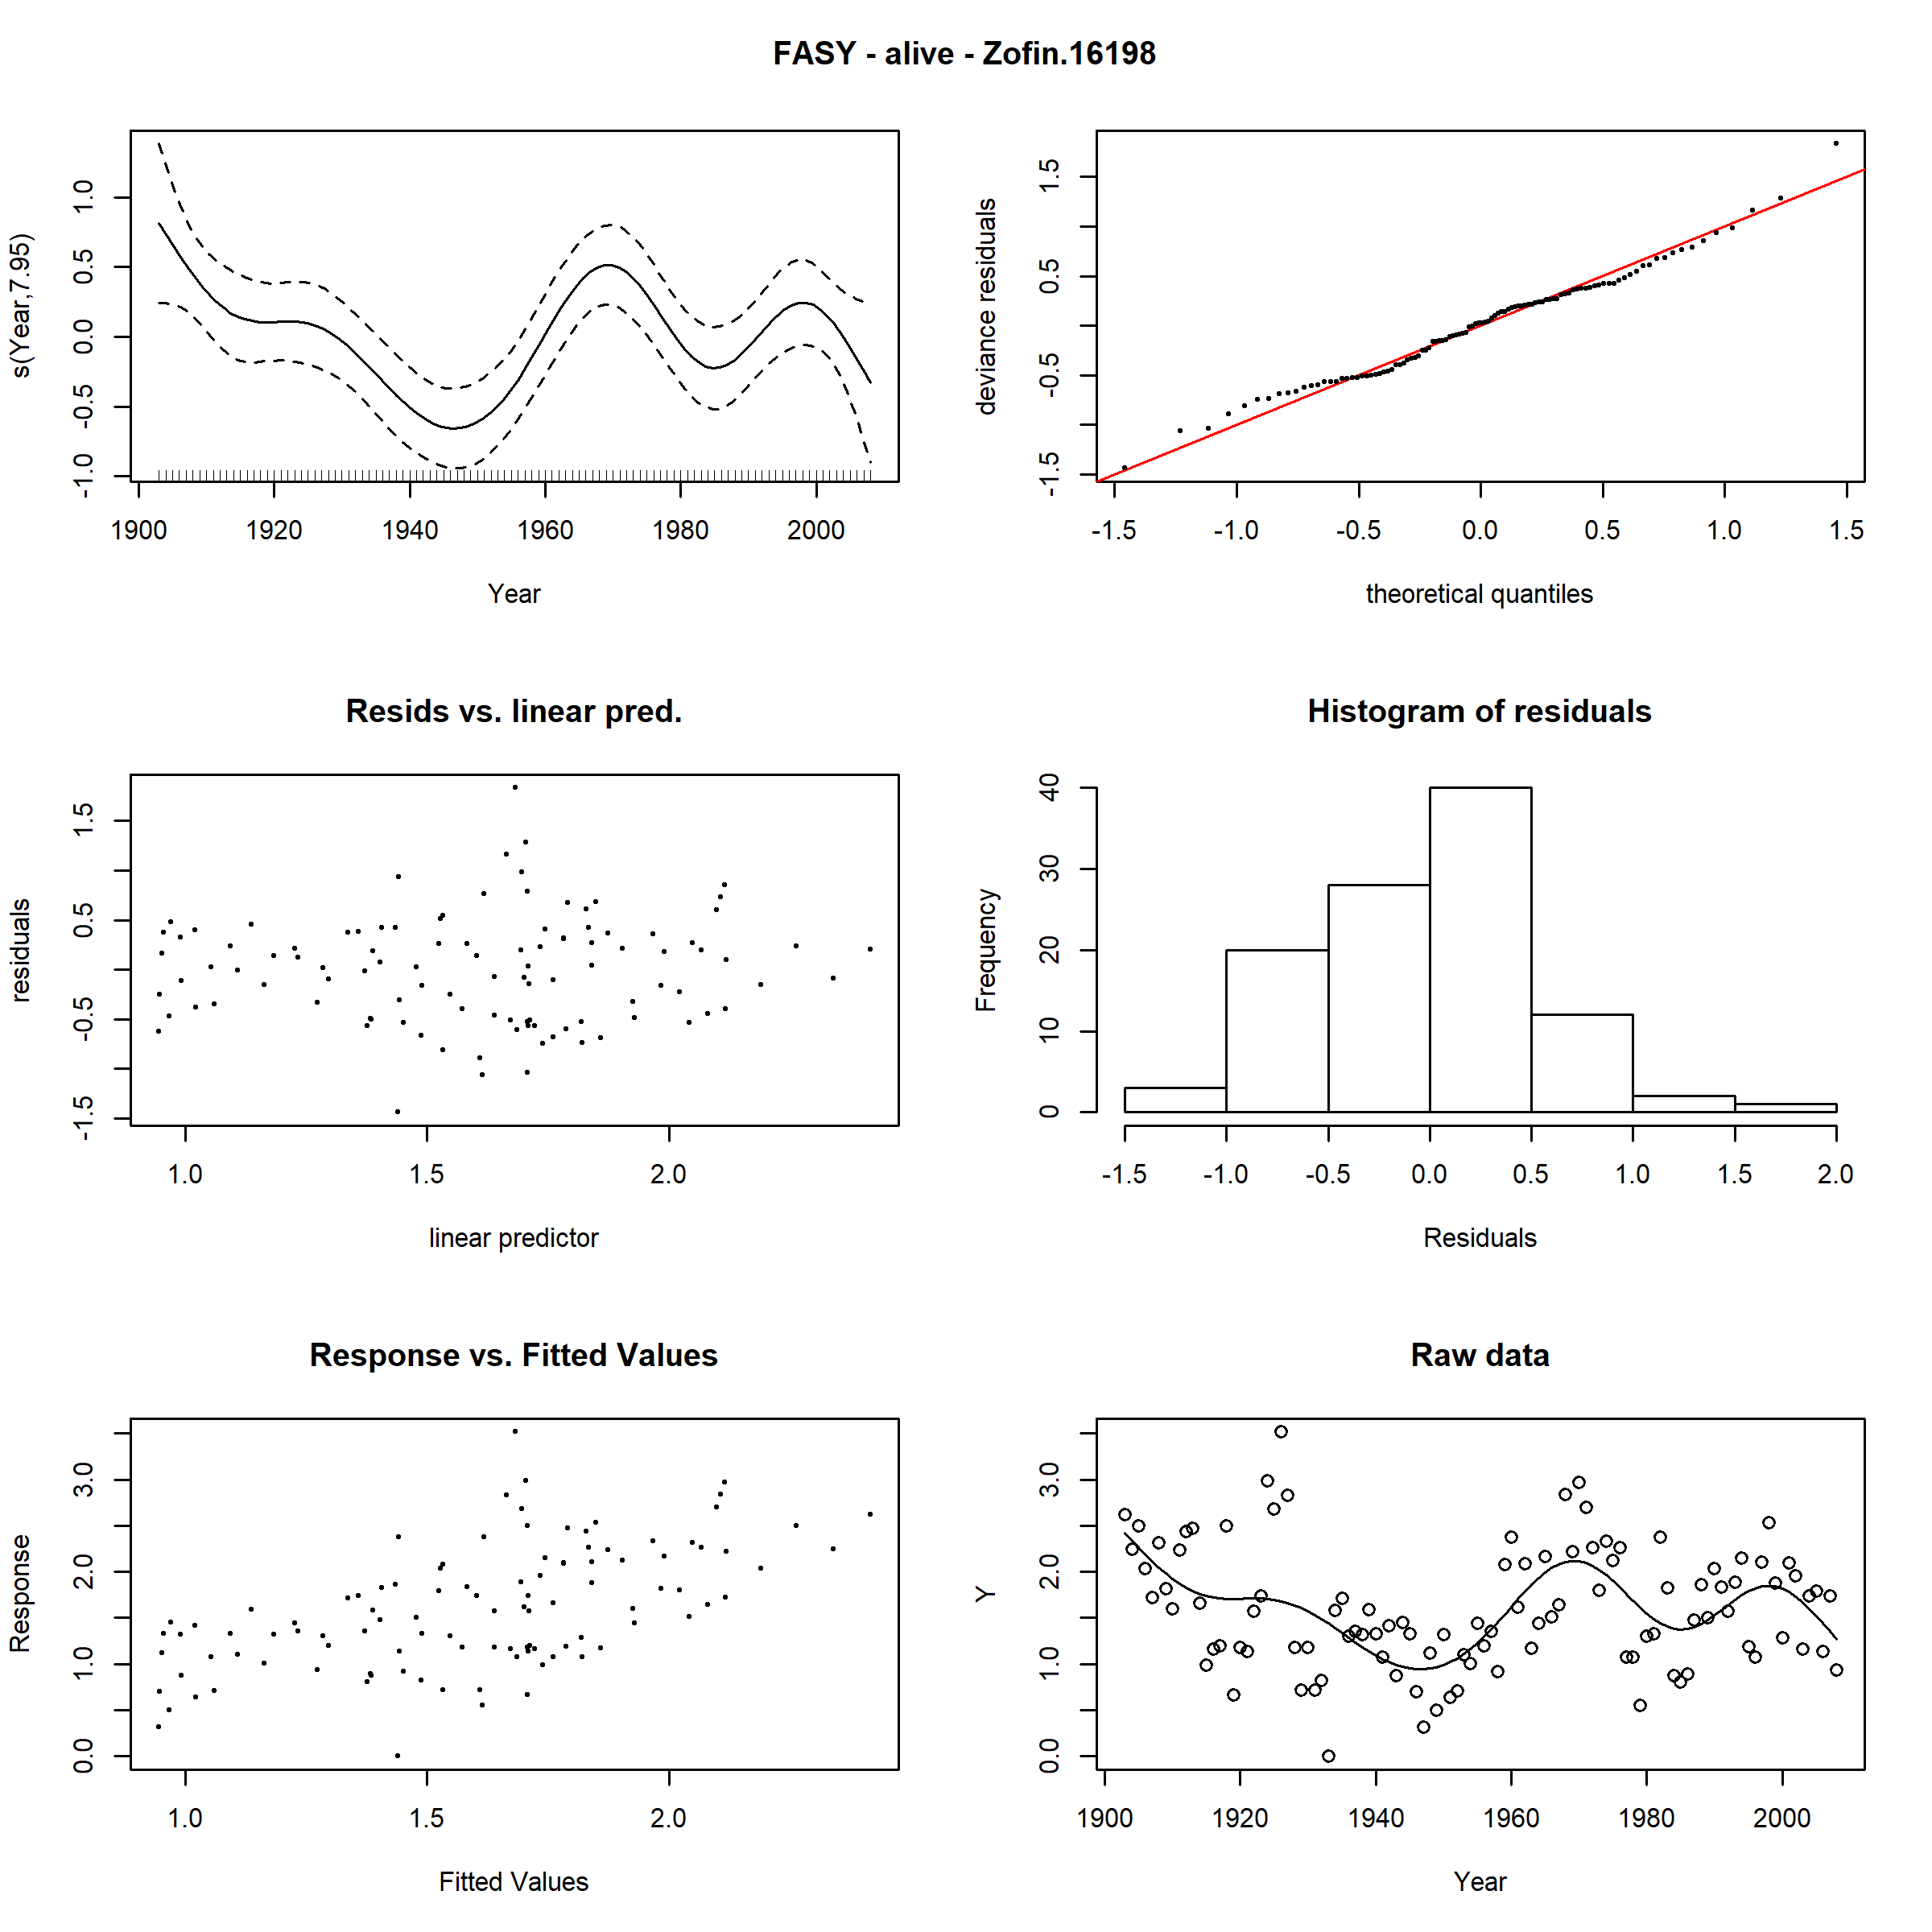 FASY - alive - Zofin.16198
s(Year,7.95)
-1.0 -0.5 0.0 0.5 1.0
1900 1920 1940 1960 1980 2000
Year
deviance residuals
-1.5 -0.5 0.5 1.5
-1.5 -1.0 -0.5 0.0 0.5 1.0 1.5
theoretical quantiles
Resids vs. linear pred.
residuals
-1.5 -0.5 0.5 1.5
1.0 1.5 2.0
linear predictor
Histogram of residuals
Frequency
0 10 20 30 40
-1.5 -1.0 -0.5 0.0 0.5 1.0 1.5 2.0
Residuals
Response vs. Fitted Values
Response
0.0 1.0 2.0 3.0
1.0 1.5 2.0
Fitted Values
Raw data
Y
0.0 1.0 2.0 3.0
1900 1920 1940 1960 1980 2000
Year